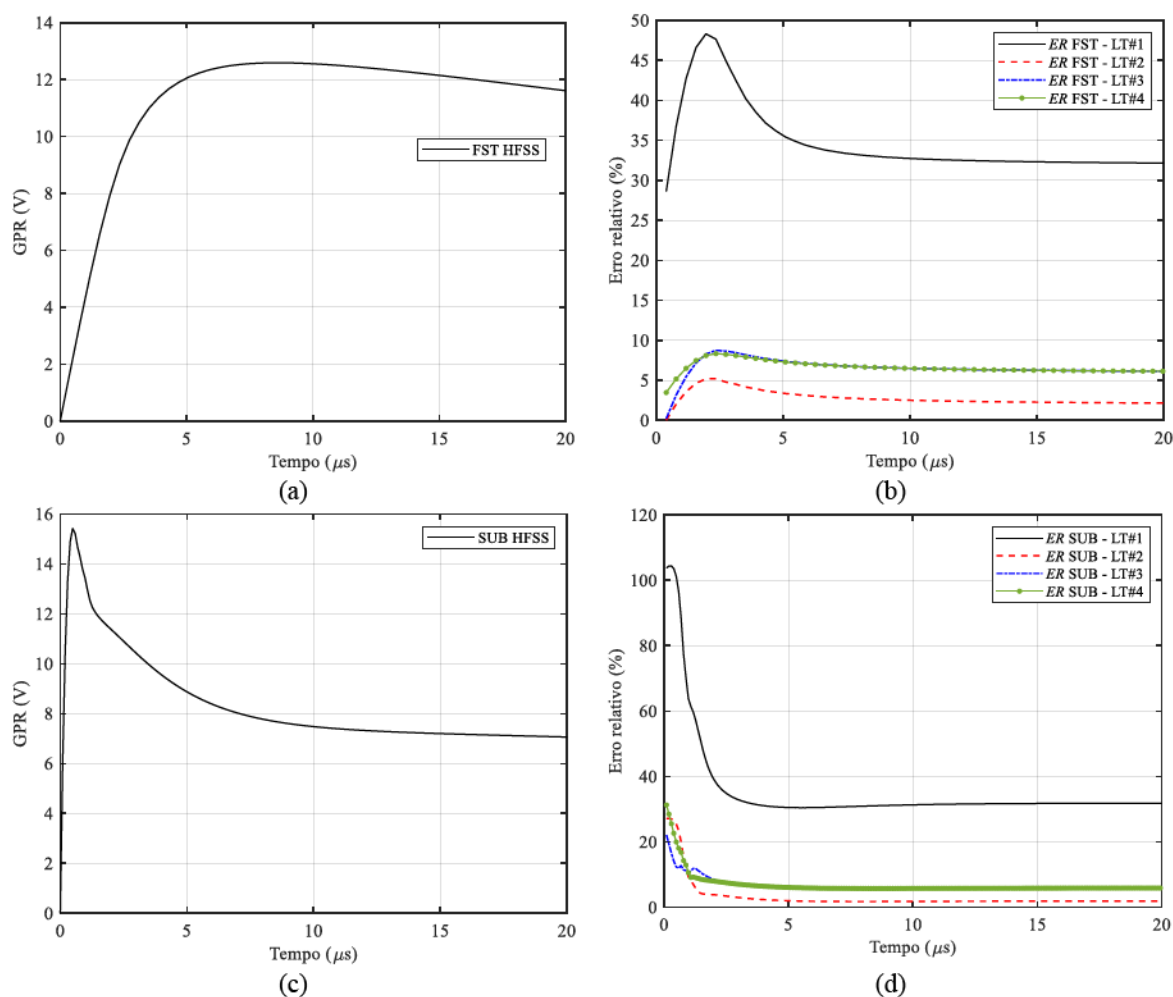 14
12
10
8
6
4
2
0
GPR (V)
FST HFSS
0
5
10
15
20
Tempo (μs)
(a)
50
45
40
35
30
25
20
15
10
5
0
Erro relativo (%)
ER FST - LT#1
ER FST - LT#2
ER FST - LT#3
ER FST - LT#4
0
5
10
15
20
Tempo (μs)
(b)
16
14
12
10
8
6
4
2
0
GPR (V)
SUB HFSS
0
5
10
15
20
Tempo (μs)
(c)
120
100
80
60
40
20
0
Erro relativo (%)
ER SUB - LT#1
ER SUB - LT#2
ER SUB - LT#3
ER SUB - LT#4
0
5
10
15
20
Tempo (μs)
(d)